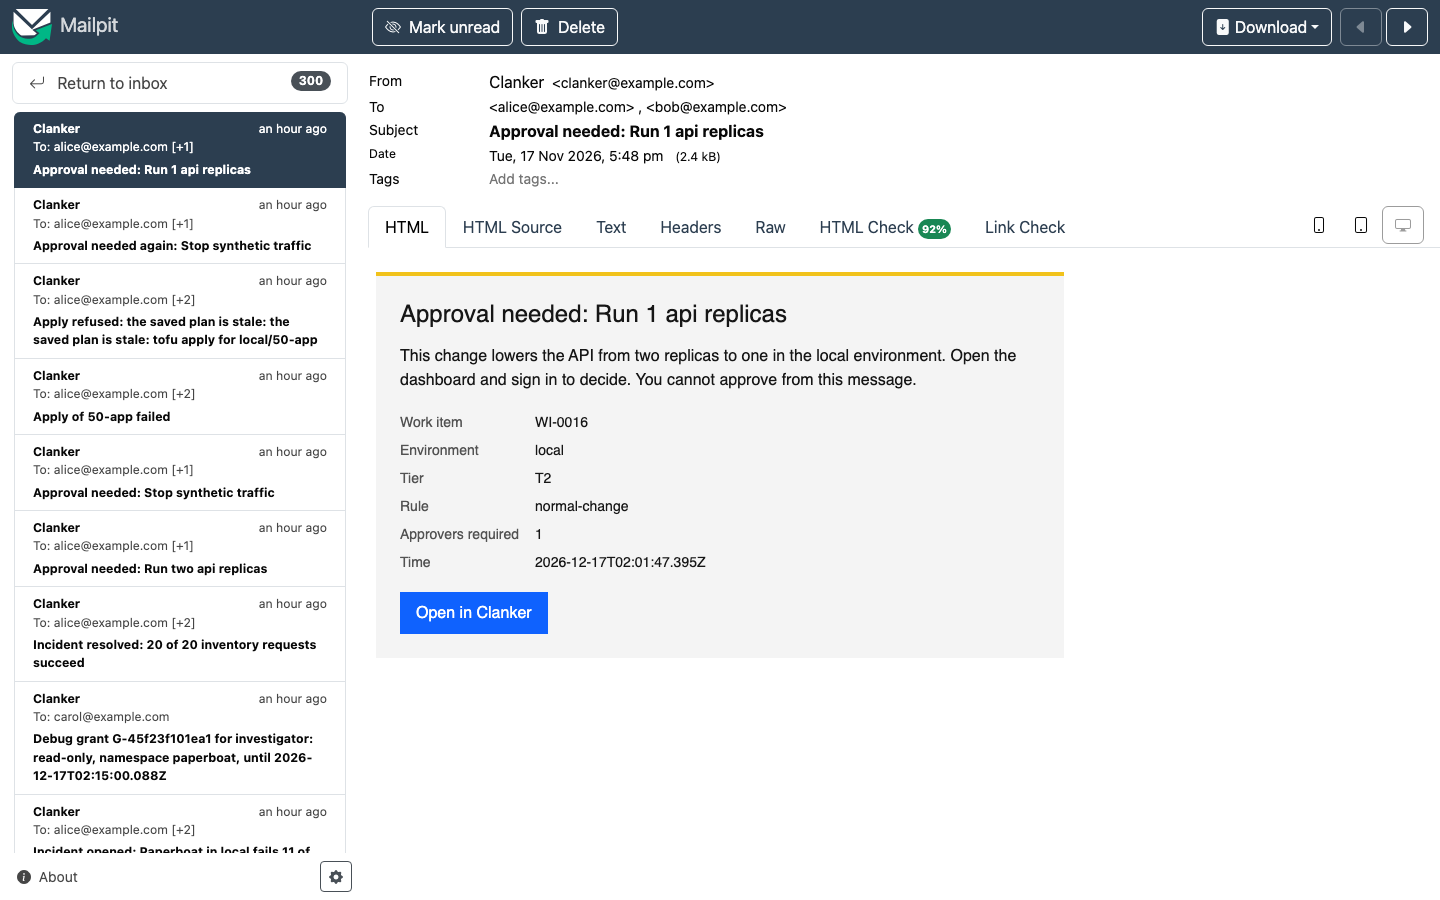 Mailpit
Mark unread
Delete
Download
Return to inbox
300
Clanker
an hour ago
To: alice@example.com [+1]
Approval needed: Run 1 api replicas
Clanker
an hour ago
To: alice@example.com [+1]
Approval needed again: Stop synthetic traffic
Clanker
an hour ago
To: alice@example.com [+2]
Apply refused: the saved plan is stale: the
saved plan is stale: tofu apply for local/50-app
Clanker
an hour ago
To: alice@example.com [+2]
Apply of 50-app failed
Clanker
an hour ago
To: alice@example.com [+1]
Approval needed: Stop synthetic traffic
Clanker
an hour ago
To: alice@example.com [+1]
Approval needed: Run two api replicas
Clanker
an hour ago
To: alice@example.com [+2]
Incident resolved: 20 of 20 inventory requests
succeed
Clanker
an hour ago
To: carol@example.com
Debug grant G-45f23f101ea1 for investigator:
read-only, namespace paperboat, until 2026-
12-17T02:15:00.088Z
Clanker
an hour ago
To: alice@example.com [+2]
Incident opened: Paperboat in local fails 11 of
About
From Clanker <clanker@example.com>
To <alice@example.com> , <bob@example.com>
Subject Approval needed: Run 1 api replicas
Date Tue, 17 Nov 2026, 5:48 pm (2.4 kB)
Tags Add tags...
HTML HTML Source Text Headers Raw HTML Check 92% Link Check
Approval needed: Run 1 api replicas
This change lowers the API from two replicas to one in the local environment. Open the
dashboard and sign in to decide. You cannot approve from this message.
Work item WI-0016
Environment local
Tier T2
Rule normal-change
Approvers required 1
Time 2026-12-17T02:01:47.395Z
Open in Clanker